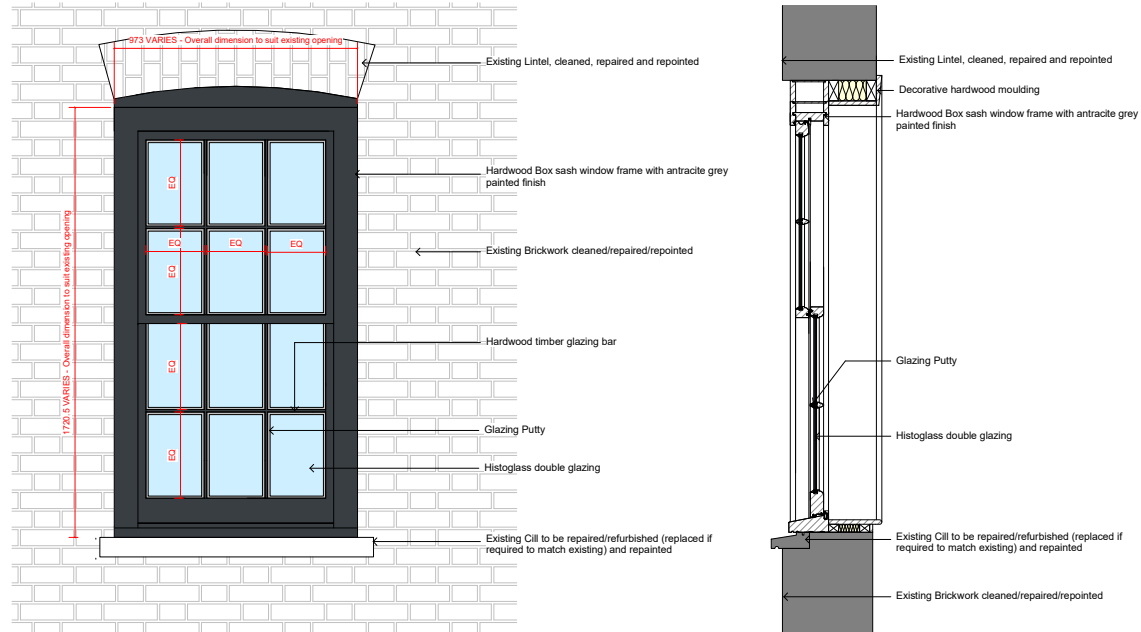 973 VARIES - Overall dimension to suit existing opening
Existing Lintel, cleaned, repaired and repointed
Hardwood Box sash window frame with antracite grey
painted finish
EQ
EQ
EQ
EQ
EQ
Existing Brickwork cleaned/repaired/repointed
1720.5 VARIES - Overall dimension to suit existing opening
EQ
Hardwood timber glazing bar
EQ
Glazing Putty
Histoglass double glazing
Existing Cill to be repaired/refurbished (replaced if
required to match existing) and repainted
Existing Lintel, cleaned, repaired and repointed
Decorative hardwood moulding
Hardwood Box sash window frame with antracite grey
painted finish
Glazing Putty
Histoglass double glazing
Existing Cill to be repaired/refurbished (replaced if
required to match existing) and repainted
Existing Brickwork cleaned/repaired/repointed